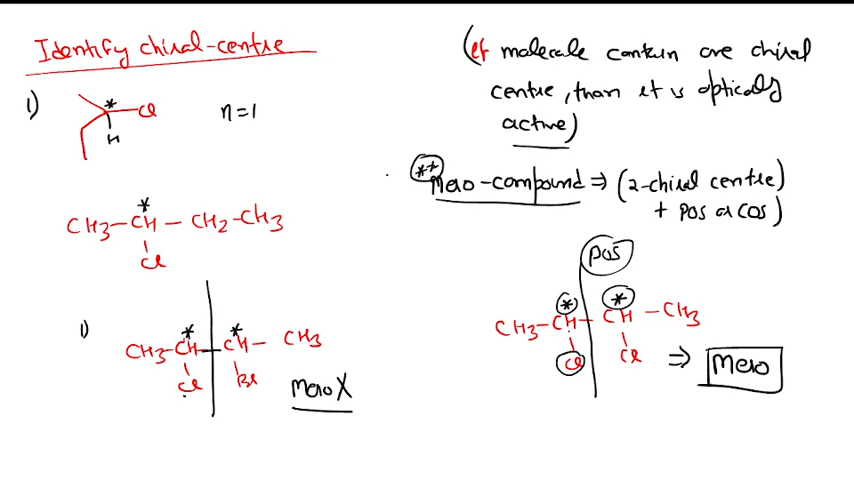 Identify chiral-centre
1)
*
Cl
H
n=1
*
CH3-CH-CH2-CH3
Cl
1)
* *
CH3-CH-CH-CH3
Cl Br
Meso X
(ef molecule contain one chiral
centre, than it is optically
active)
** Meso-compound ⇒ (2-chiral centre)
+ POS or COS)
POS
* *
CH3-CH-CH-CH3
Cl Cl
⇒ Meso